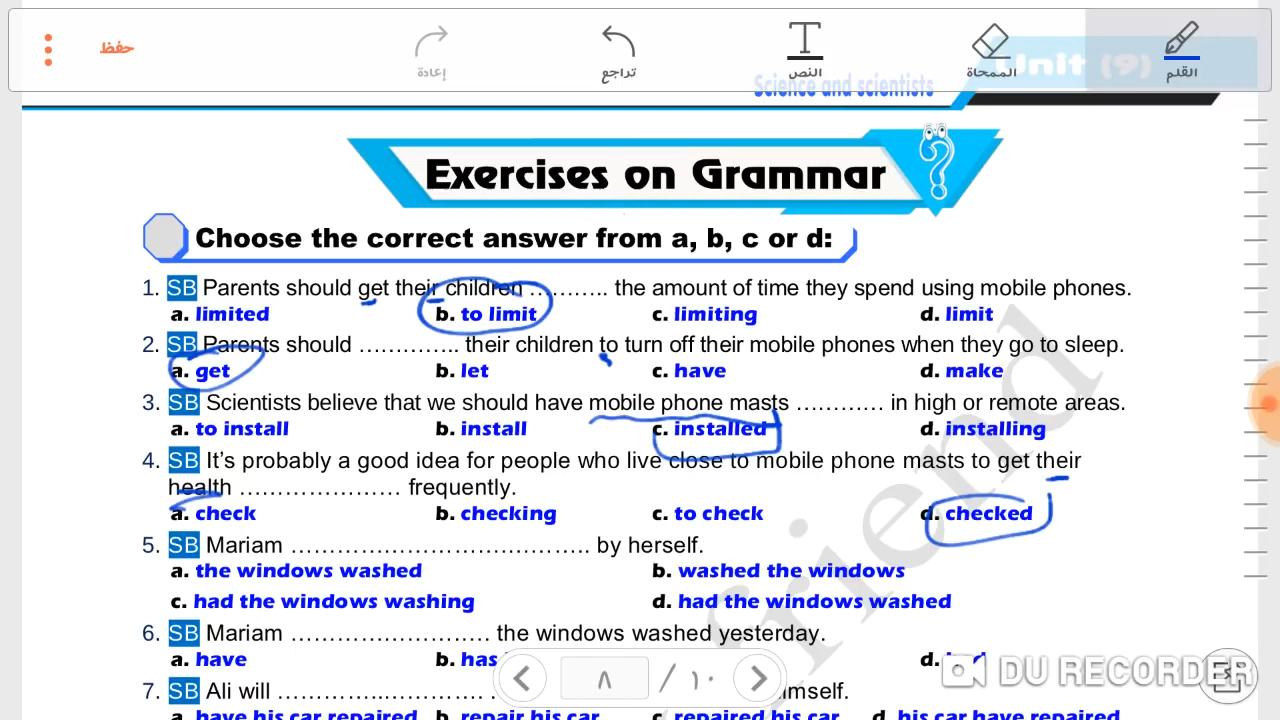 حفظ
إعادة
تراجع
النص
الممحاة
القلم
Unit (9)
Science and scientists
Exercises on Grammar
Choose the correct answer from a, b, c or d:
1. SB Parents should get their children ……….. the amount of time they spend using mobile phones.
a. limited b. to limit c. limiting d. limit
2. SB Parents should ………….. their children to turn off their mobile phones when they go to sleep.
a. get b. let c. have d. make
3. SB Scientists believe that we should have mobile phone masts ………… in high or remote areas.
a. to install b. install c. installed d. installing
4. SB It's probably a good idea for people who live close to mobile phone masts to get their
health ………………… frequently.
a. check b. checking c. to check d. checked
5. SB Mariam ………………………….. by herself.
a. the windows washed b. washed the windows
c. had the windows washing d. had the windows washed
6. SB Mariam …………………. the windows washed yesterday.
a. have b. has d.
٨ / ١٠
DU RECORDER
7. SB Ali will …………………
a. have his car repaired b. repair his car c. repaired his car d. his car have repaired
friend